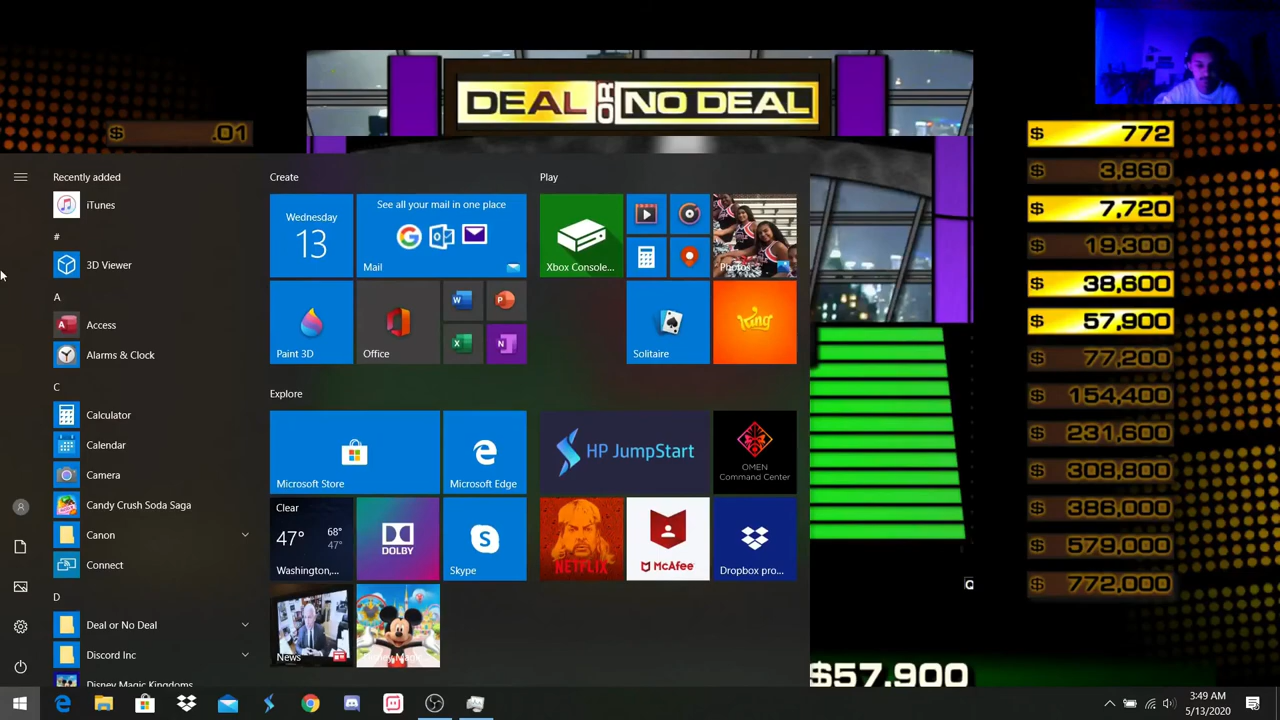 DEAL OR NO DEAL
$ .01
Recently added
iTunes
#
3D Viewer
A
Access
Alarms & Clock
C
Calculator
Calendar
Camera
Candy Crush Soda Saga
Canon
Connect
D
Deal or No Deal
Discord Inc
Disney Magic Kingdoms
Create
Wednesday
13
See all your mail in one place
Mail
Paint 3D
Office
Explore
Microsoft Store
Microsoft Edge
Clear
47° 68°
47°
Washington,...
DOLBY
Skype
News
Play
Xbox Console...
Photos
Solitaire
King
HP JumpStart
OMEN
Command Center
NETFLIX
McAfee
Dropbox pro...
$ 772
$ 3,860
$ 7,720
$ 19,300
$ 38,600
$ 57,900
$ 77,200
$ 154,400
$ 231,600
$ 308,800
$ 386,000
$ 579,000
$ 772,000
$57,900
3:49 AM
5/13/2020